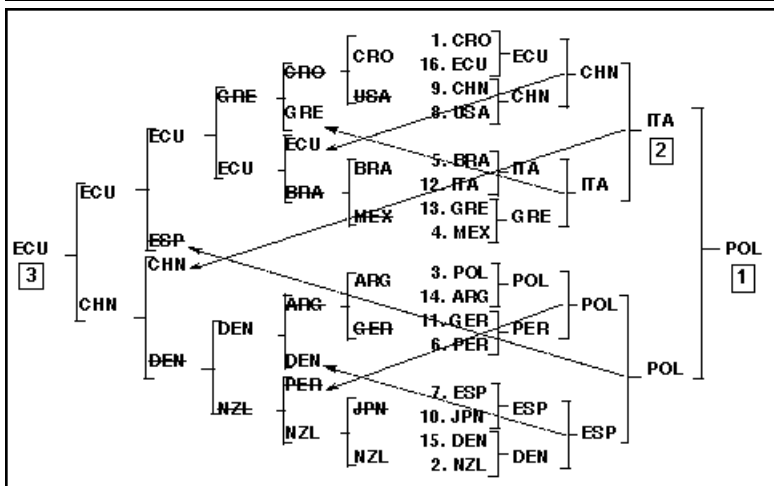 1. CRO
CRO
ECU
CRO
16. ECU
CHN
GRE
USA
9. CHN
CHN
GRE
8. USA
ITA
2
ECU
ECU
ECU
BRA
5. BRA
ITA
BRA
12. ITA
ITA
ECU
MEX
13. GRE
GRE
4. MEX
ESP
ECU
3
CHN
POL
1
3. POL
ARG
POL
14. ARG
CHN
ARG
POL
DEN
GER
11. GER
PER
6. PER
DEN
DEN
POL
PER
7. ESP
NZL
JPN
ESP
10. JPN
NZL
ESP
15. DEN
NZL
DEN
2. NZL